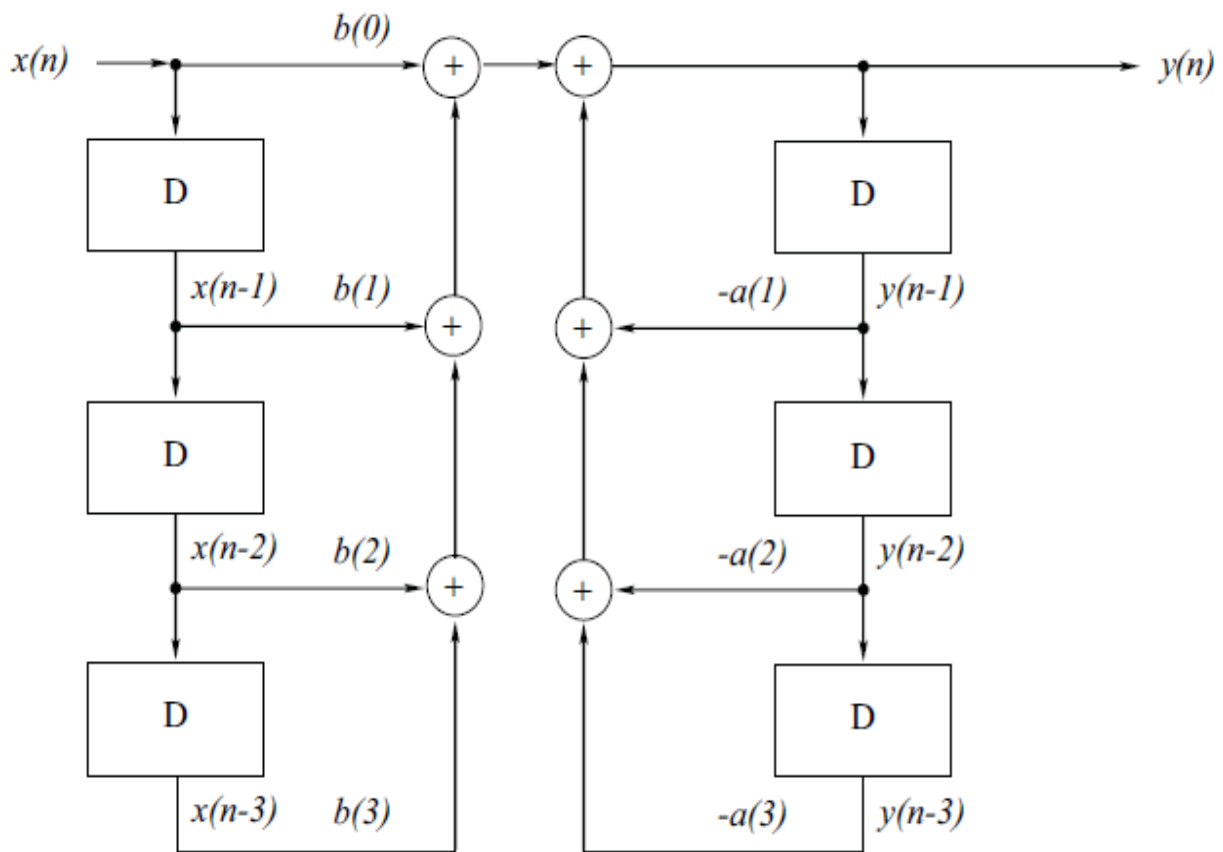 x(n) b(0) + + y(n)
D D
x(n-1) b(1) -a(1) y(n-1)
+ +
D D
x(n-2) b(2) -a(2) y(n-2)
+ +
D D
x(n-3) b(3) -a(3) y(n-3)